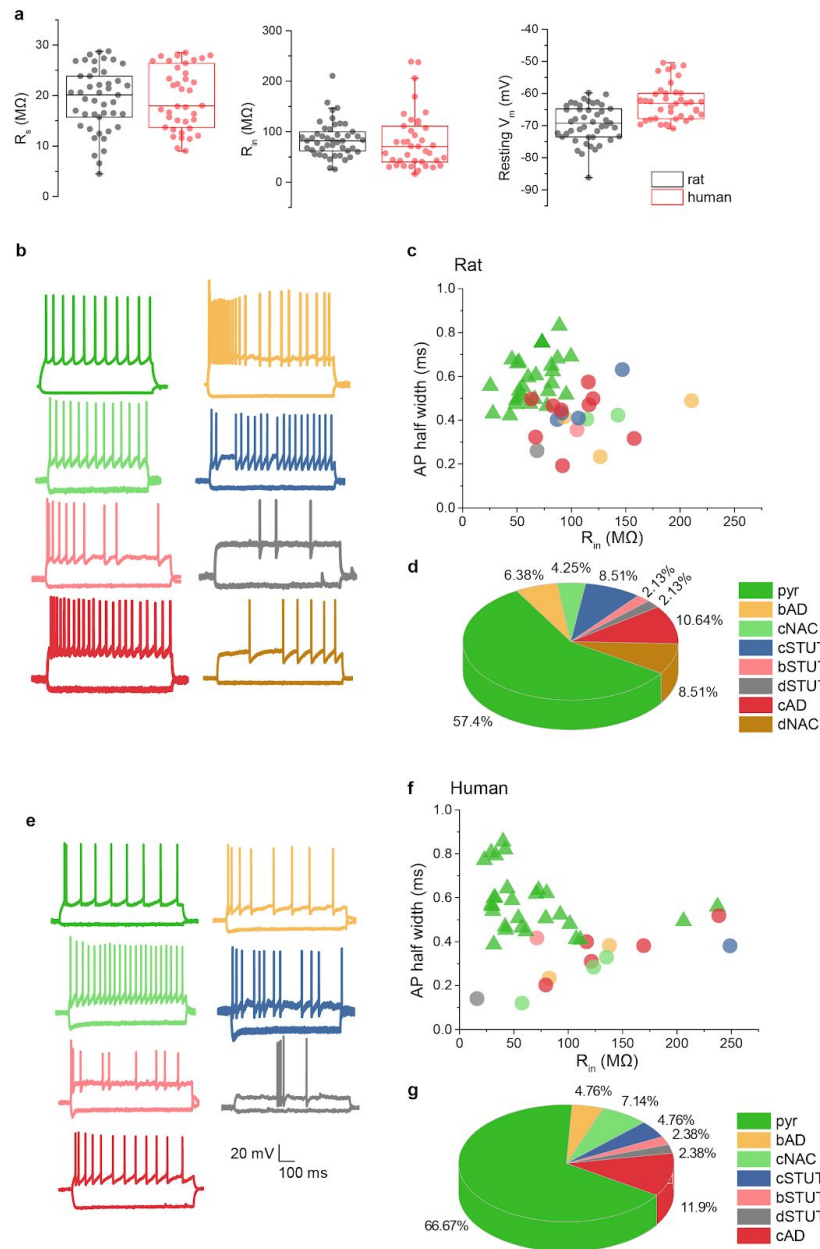 a
30
20
10
0
Rs (MΩ)
300
200
100
0
Rin (MΩ)
-40
-50
-60
-70
-80
-90
Resting Vm (mV)
rat
human
b
c Rat
1.0
0.8
0.6
0.4
0.2
0.0
AP half width (ms)
0 50 100 150 200 250
Rin (MΩ)
d
6.38%
4.25%
8.51%
2.13%
2.13%
10.64%
8.51%
57.4%
pyr
bAD
cNAC
cSTUT
bSTUT
dSTUT
cAD
dNAC
e
20 mV
100 ms
f Human
1.0
0.8
0.6
0.4
0.2
0.0
AP half width (ms)
0 50 100 150 200 250
Rin (MΩ)
g
4.76%
7.14%
4.76%
2.38%
2.38%
11.9%
66.67%
pyr
bAD
cNAC
cSTUT
bSTUT
dSTUT
cAD